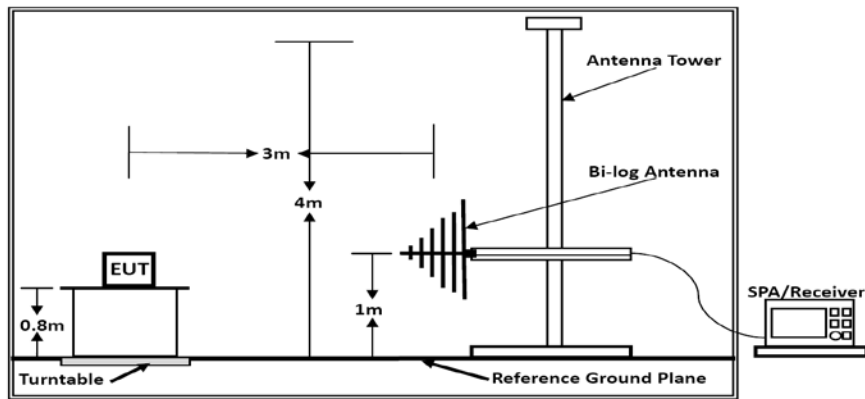 Antenna Tower
3m
Bi-log Antenna
4m
EUT
1m
SPA/Receiver
0.8m
Turntable
Reference Ground Plane